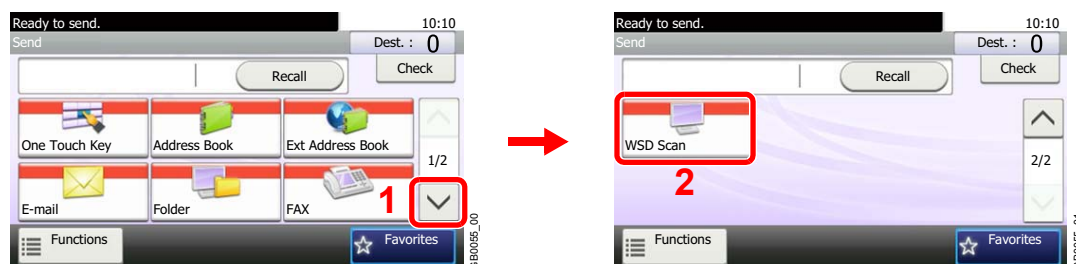 Ready to send.
10:10
Send
Dest. : 0
Recall
Check
One Touch Key
Address Book
Ext Address Book
1/2
E-mail
Folder
FAX
1
Functions
Favorites
Ready to send.
10:10
Send
Dest. : 0
Recall
Check
WSD Scan
2/2
2
Functions
Favorites